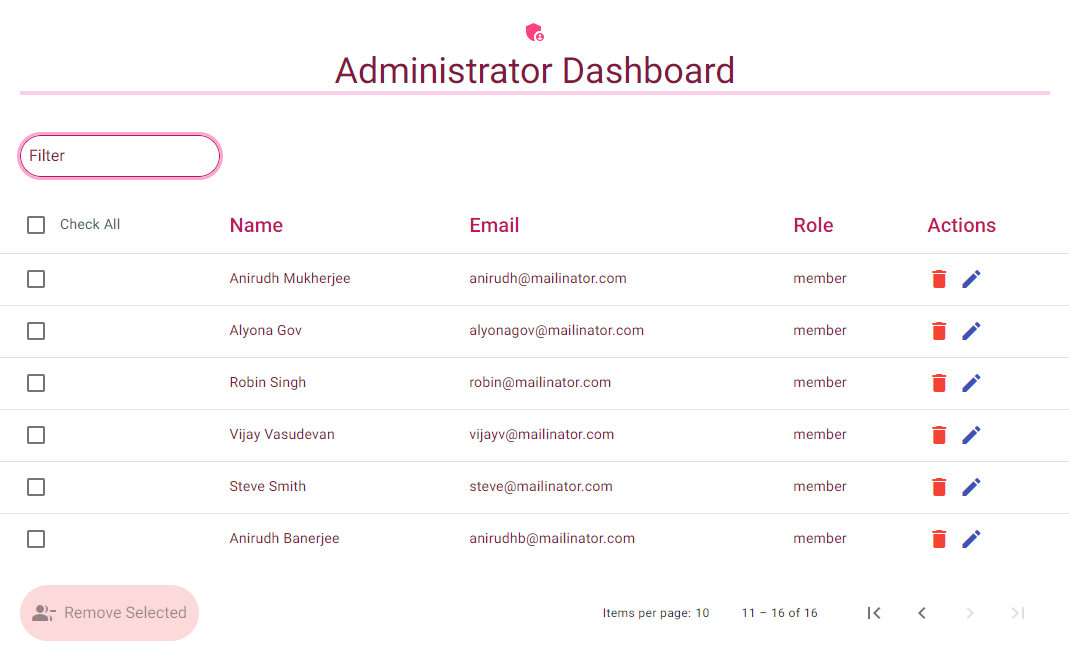 Administrator Dashboard
Filter
Check All Name Email Role Actions
Anirudh Mukherjee anirudh@mailinator.com member
Alyona Gov alyonagov@mailinator.com member
Robin Singh robin@mailinator.com member
Vijay Vasudevan vijayv@mailinator.com member
Steve Smith steve@mailinator.com member
Anirudh Banerjee anirudhb@mailinator.com member
Remove Selected Items per page: 10 11 – 16 of 16